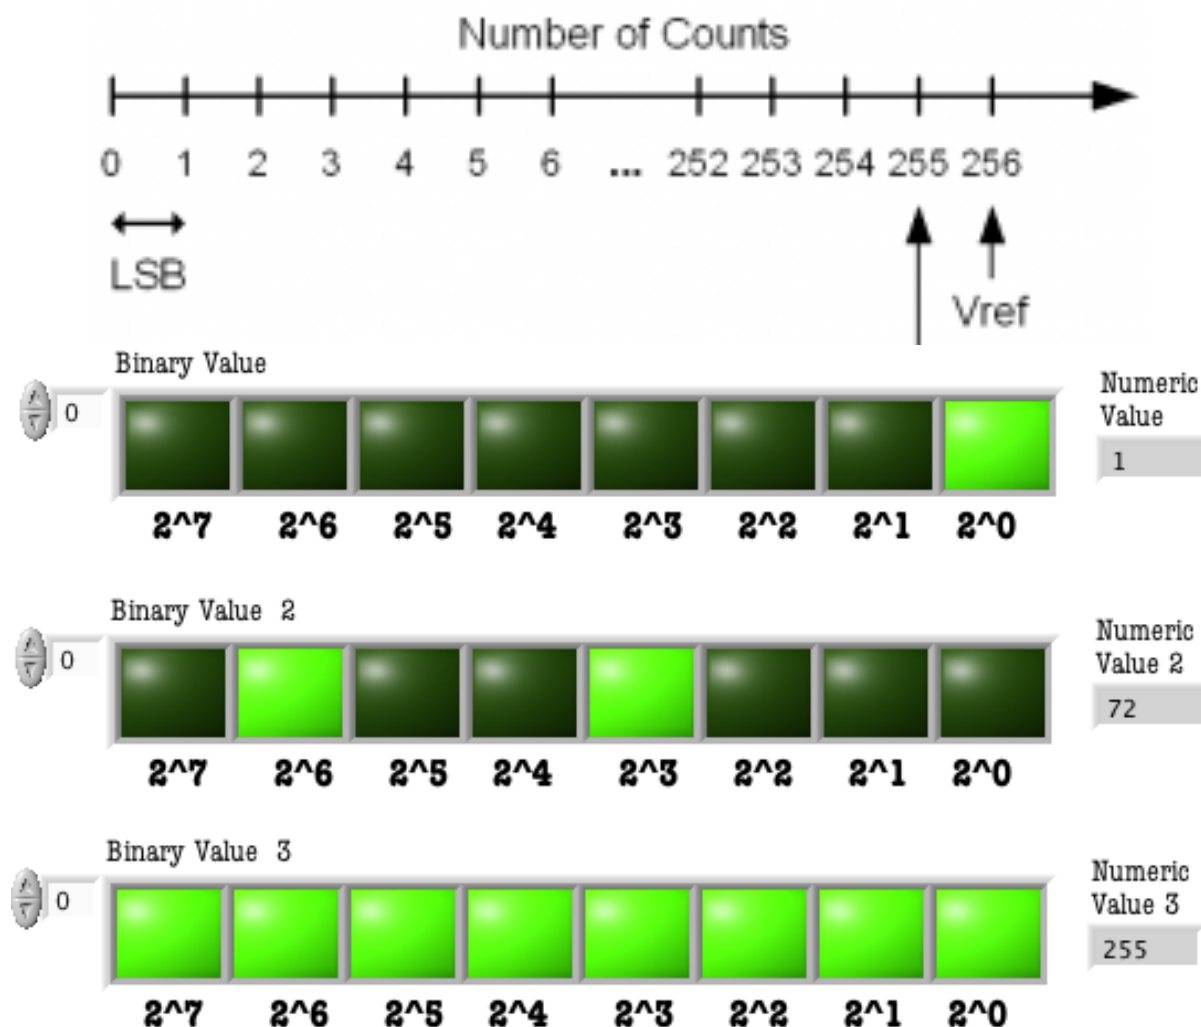 Number of Counts
0 1 2 3 4 5 6 ... 252 253 254 255 256
LSB
Vref
Binary Value
0
Numeric
Value
1
2^7 2^6 2^5 2^4 2^3 2^2 2^1 2^0
Binary Value 2
0
Numeric
Value 2
72
2^7 2^6 2^5 2^4 2^3 2^2 2^1 2^0
Binary Value 3
0
Numeric
Value 3
255
2^7 2^6 2^5 2^4 2^3 2^2 2^1 2^0